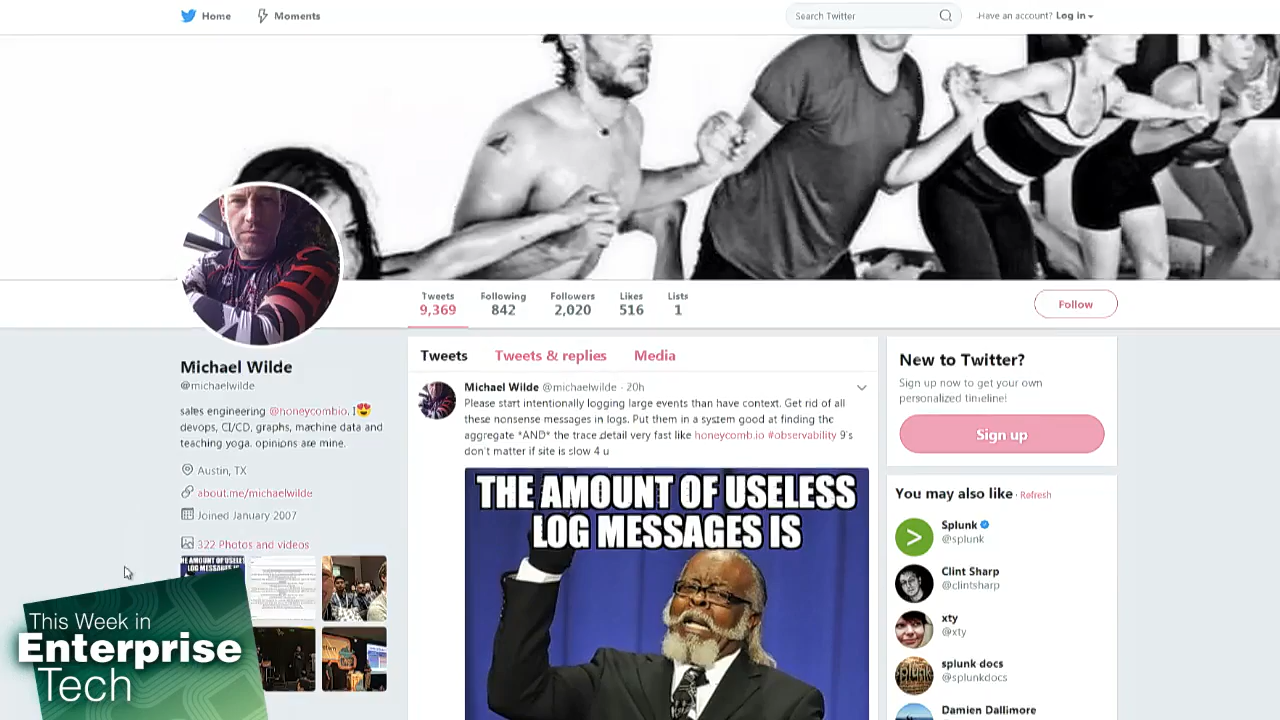 Home
Moments
Search Twitter
Have an account? Log in
Tweets
9,369
Following
842
Followers
2,020
Likes
516
Lists
1
Follow
Michael Wilde
@michaelwilde
sales engineering @honeycombio. I😍
devops, CI/CD, graphs, machine data and
teaching yoga. opinions are mine.
Austin, TX
about.me/michaelwilde
Joined January 2007
322 Photos and videos
THE AMOUNT OF USELESS
LOG MESSAGES IS
Tweets
Tweets & replies
Media
Michael Wilde @michaelwilde · 20h
Please start intentionally logging large events than have context. Get rid of all
these nonsense messages in logs. Put them in a system good at finding the
aggregate *AND* the trace detail very fast like honeycomb.io #observability 9's
don't matter if site is slow 4 u
THE AMOUNT OF USELESS
LOG MESSAGES IS
New to Twitter?
Sign up now to get your own
personalized timeline!
Sign up
You may also like · Refresh
Splunk
@splunk
Clint Sharp
@clintsharp
xty
@xty
splunk docs
@splunkdocs
Damien Dallimore
This Week in
Enterprise
Tech